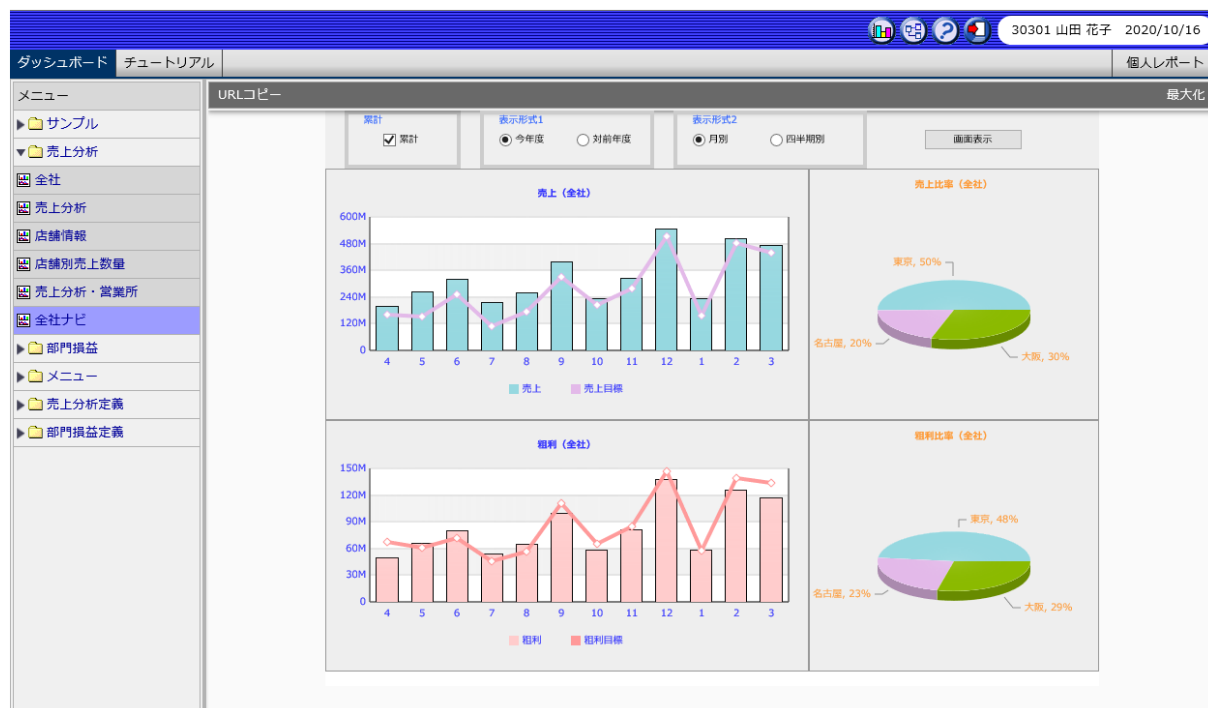 30301 山田 花子 2020/10/16
ダッシュボード チュートリアル 個人レポート
メニュー
サンプル
売上分析
全社
売上分析
店舗情報
店舗別売上数量
売上分析・営業所
全社ナビ
部門損益
メニュー
売上分析定義
部門損益定義
URLコピー 最大化
累計 表示形式1 表示形式2
累計 今年度 対前年度 月別 四半期別 画面表示
売上（全社）
600M
480M
360M
240M
120M
0
4 5 6 7 8 9 10 11 12 1 2 3
売上 売上目標
売上比率（全社）
東京, 50%
名古屋, 20%
大阪, 30%
粗利（全社）
150M
120M
90M
60M
30M
0
4 5 6 7 8 9 10 11 12 1 2 3
粗利 粗利目標
粗利比率（全社）
東京, 48%
名古屋, 23%
大阪, 29%